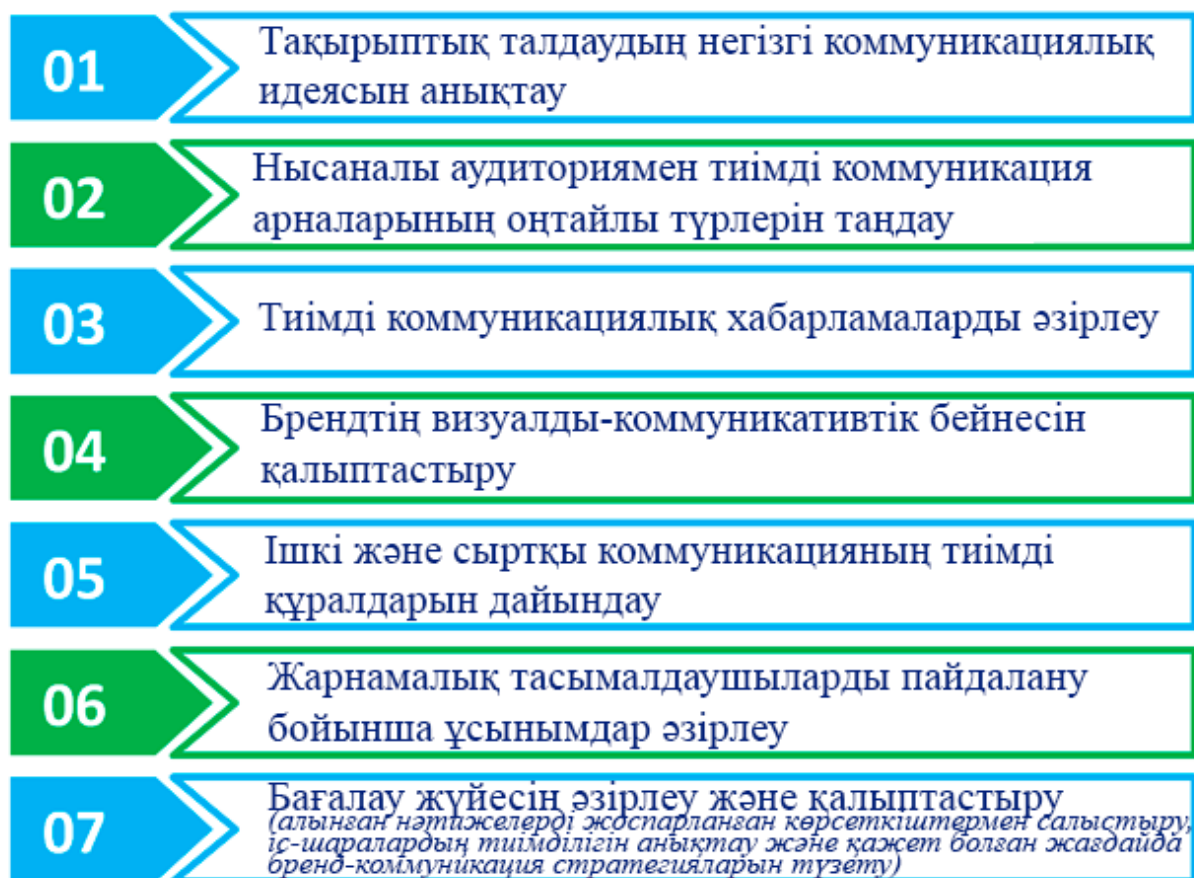 01
Тақырыптық талдаудың негізгі коммуникациялық
идеясын анықтау
02
Нысаналы аудиториямен тиімді коммуникация
арналарының оңтайлы түрлерін таңдау
03
Тиімді коммуникациялық хабарламаларды әзірлеу
04
Брендтің визуалды-коммуникативтік бейнесін
қалыптастыру
05
Ішкі және сыртқы коммуникацияның тиімді
құралдарын дайындау
06
Жарнамалық тасымалдаушыларды пайдалану
бойынша ұсынымдар әзірлеу
07
Бағалау жүйесің әзірлеу және қалыптастыру
(алынған нәтижелерді жоспарланған көрсеткіштермен салыстыру,
іс-шаралардың тиімділігін анықтау және қажет болған жағдайда
бренд-коммуникация стратегияларын түзету)